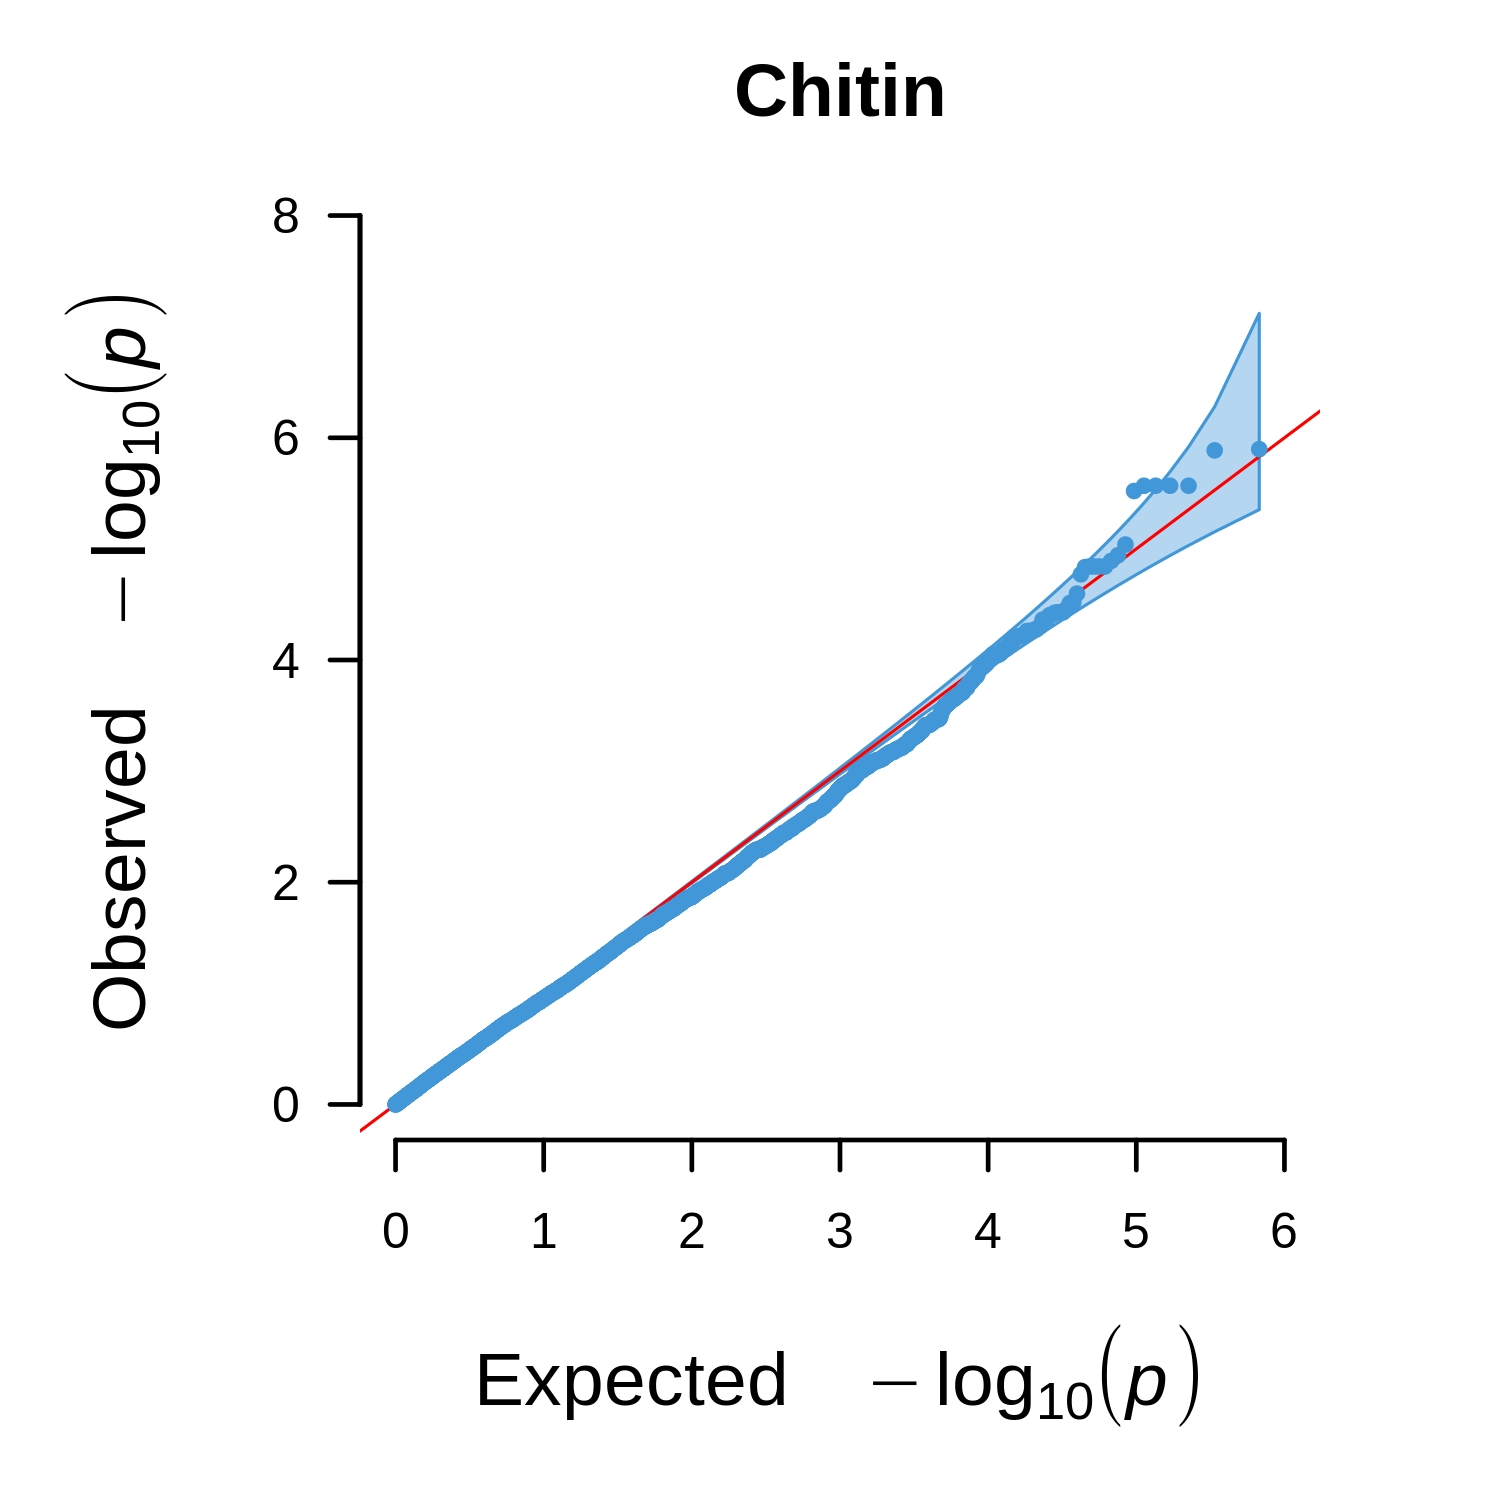 Chitin
Observed −log10(p)
8
6
4
2
0
0 1 2 3 4 5 6
Expected −log10(p)